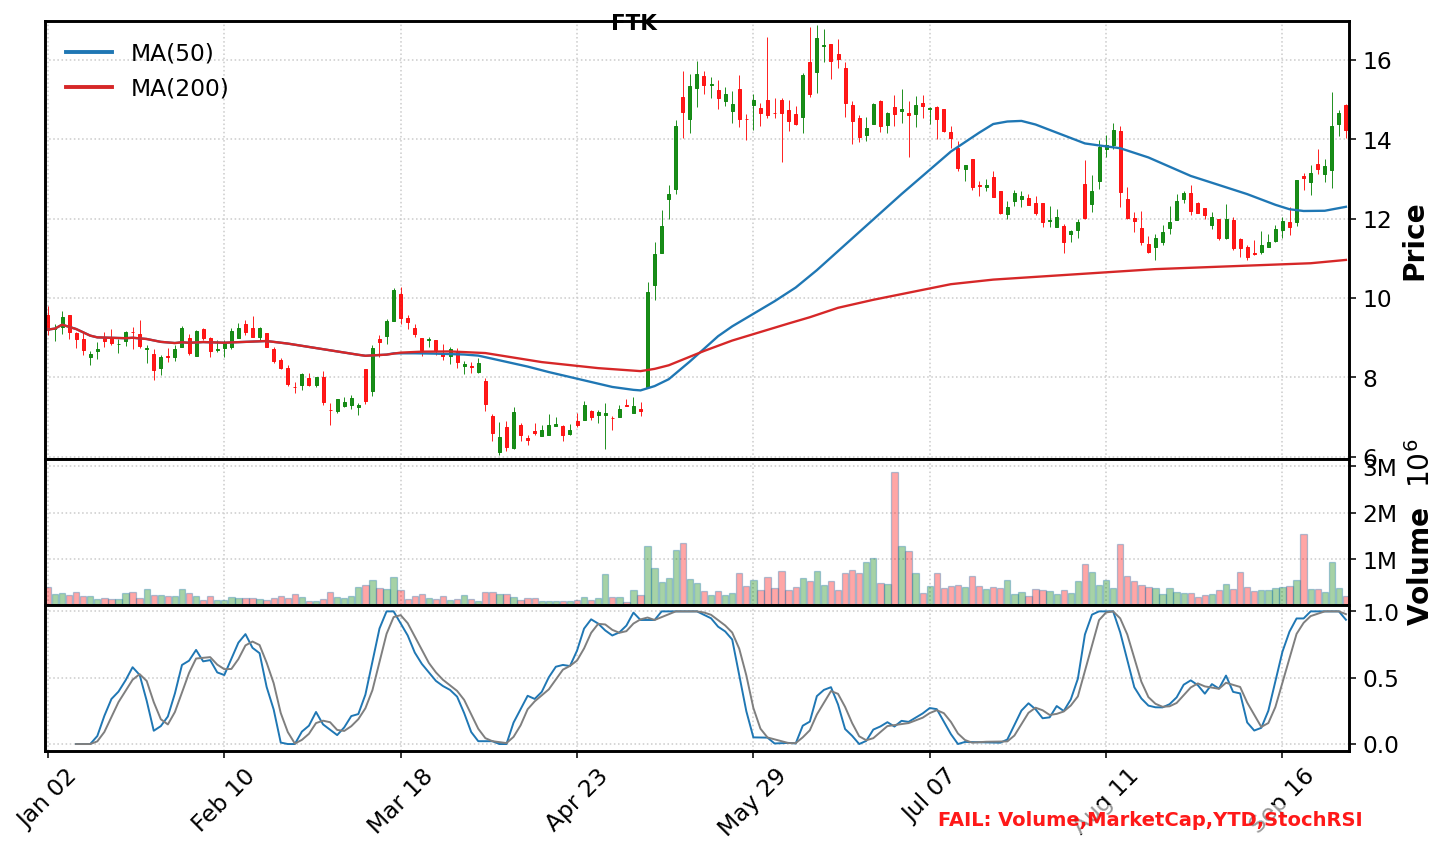 FTK
MA(50)
MA(200)
16
14
12
10
8
6
Price
3M
2M
1M
Volume 10^6
1.0
0.5
0.0
Jan 02
Feb 10
Mar 18
Apr 23
May 29
Jul 07
Aug 11
Sep 16
FAIL: Volume,MarketCap,YTD,StochRSI